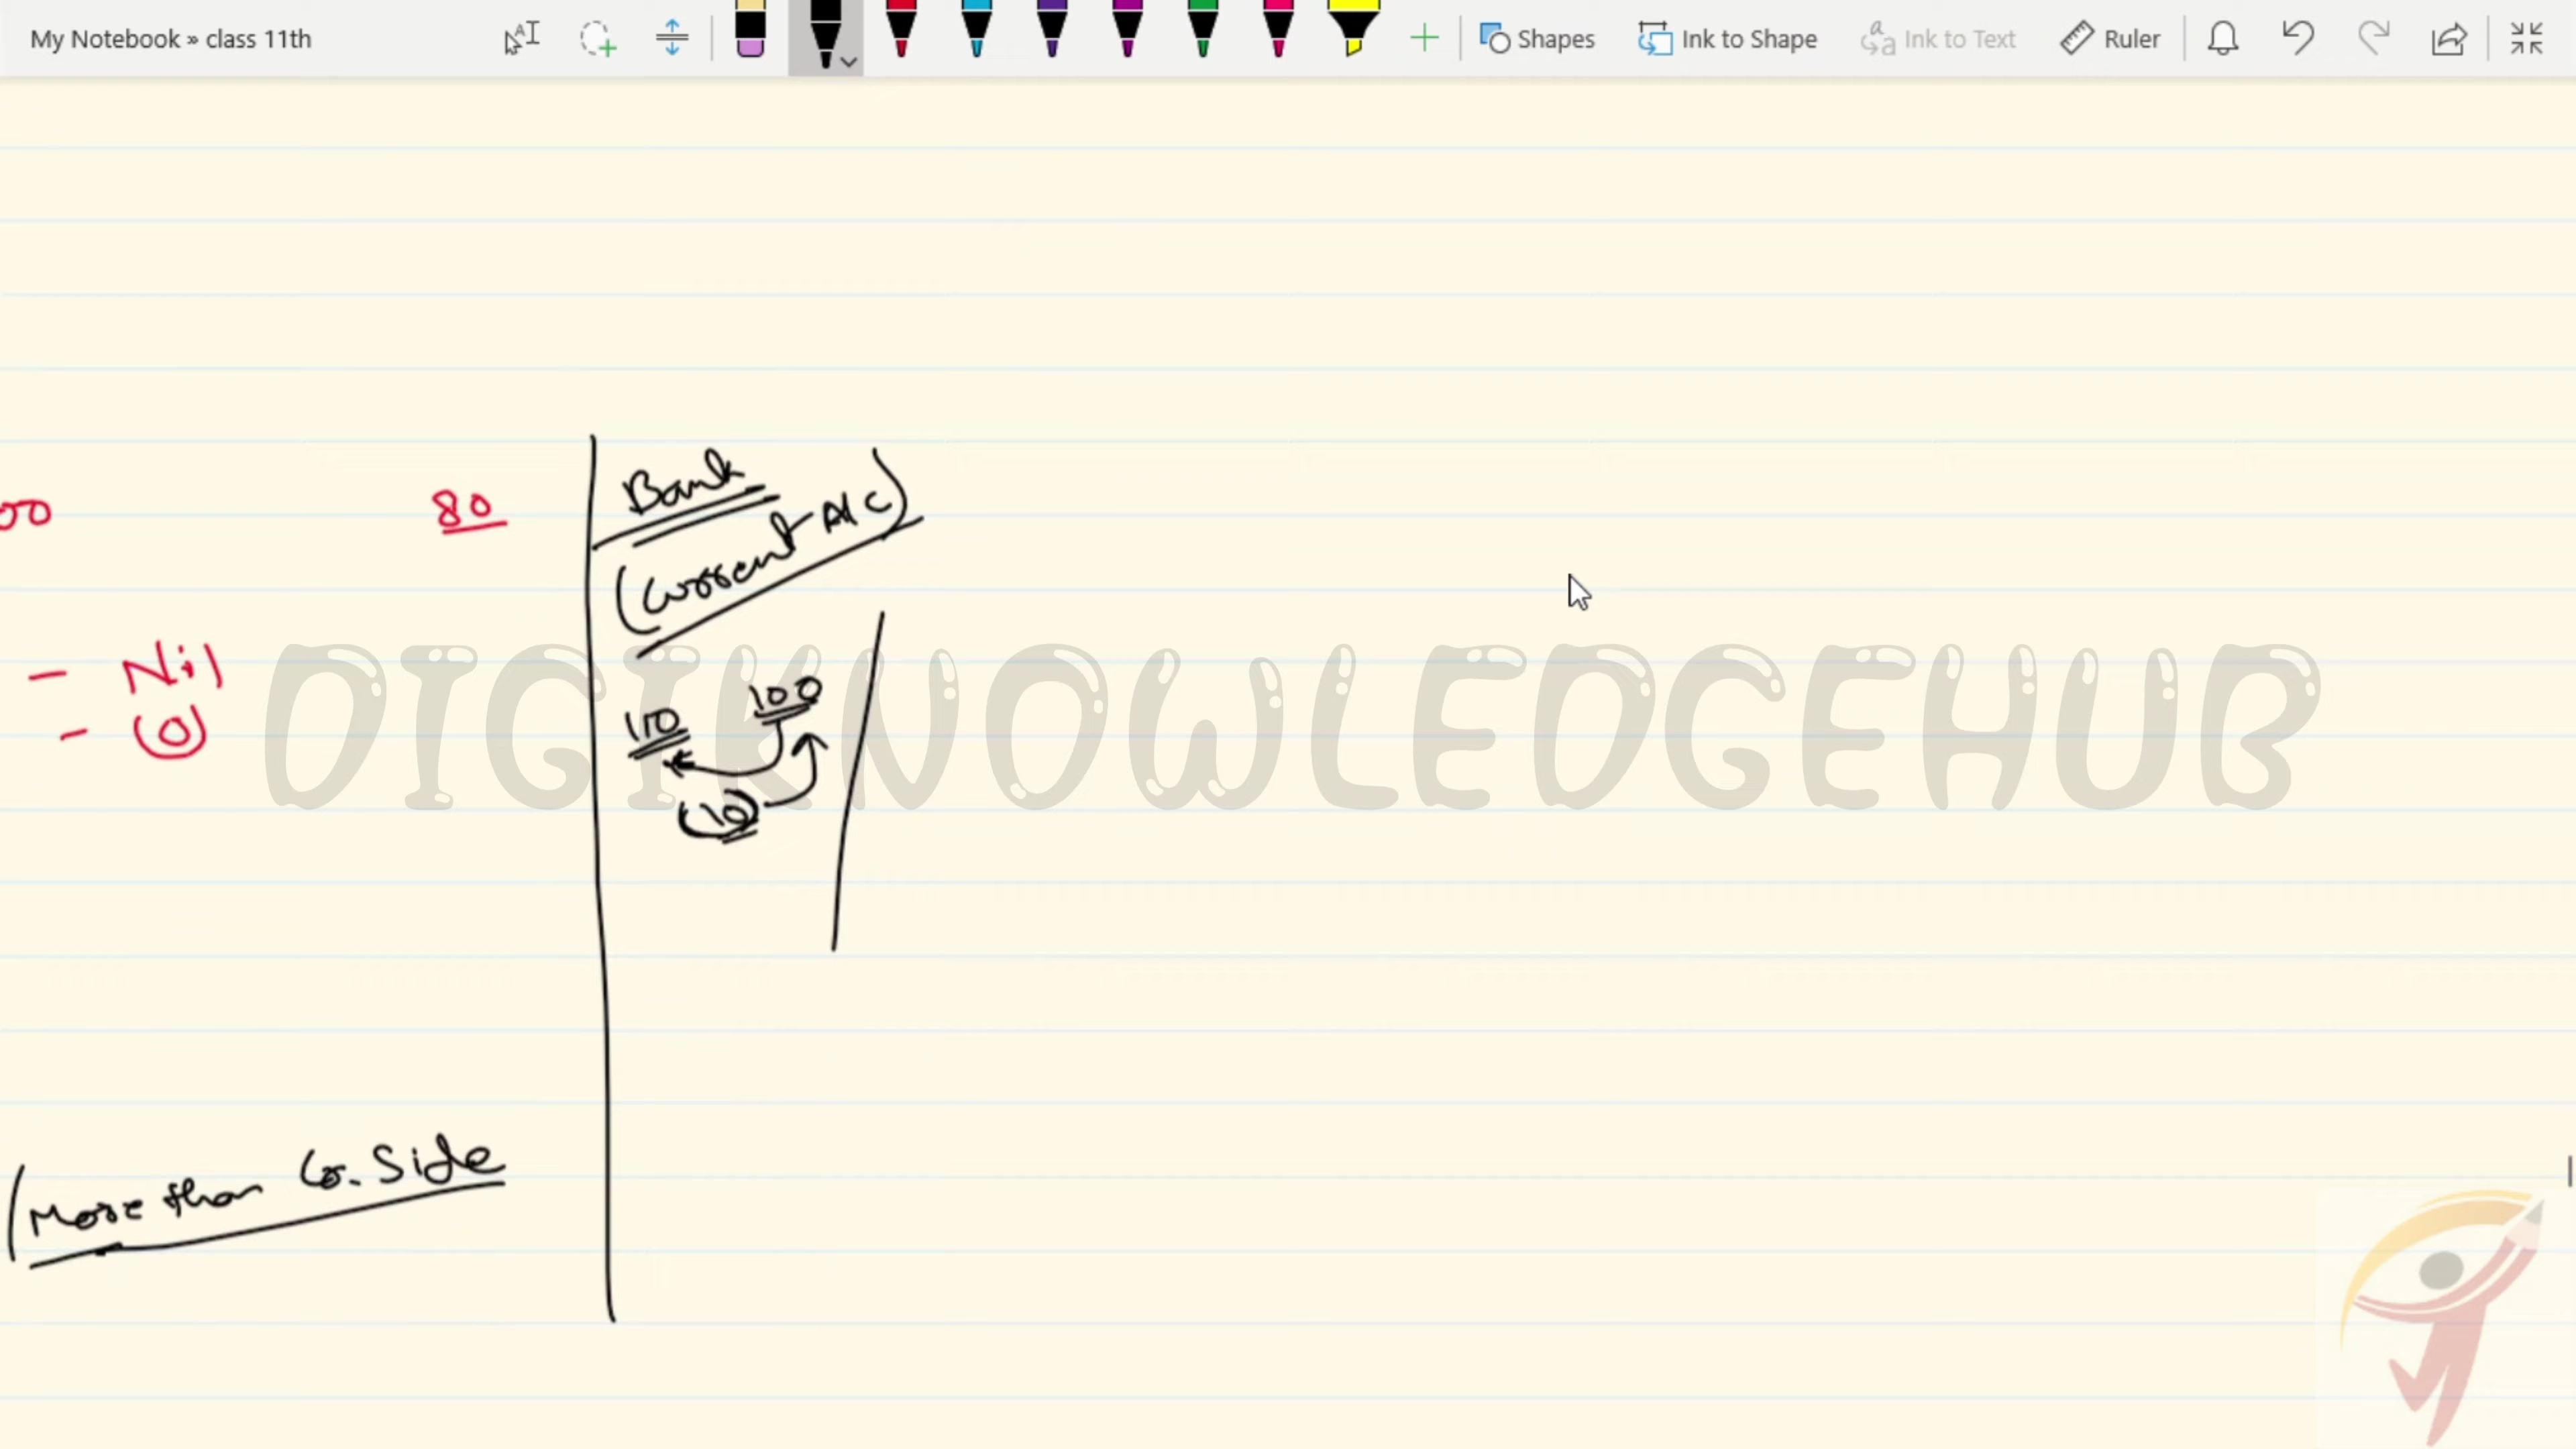 My Notebook » class 11th
Shapes
Ink to Shape
Ink to Text
Ruler
00
80
Bank
(Current A/c)
- Nil
- (0)
100
110
(10)
DIGIKNOWLEDGEHUB
(More than Cr. Side